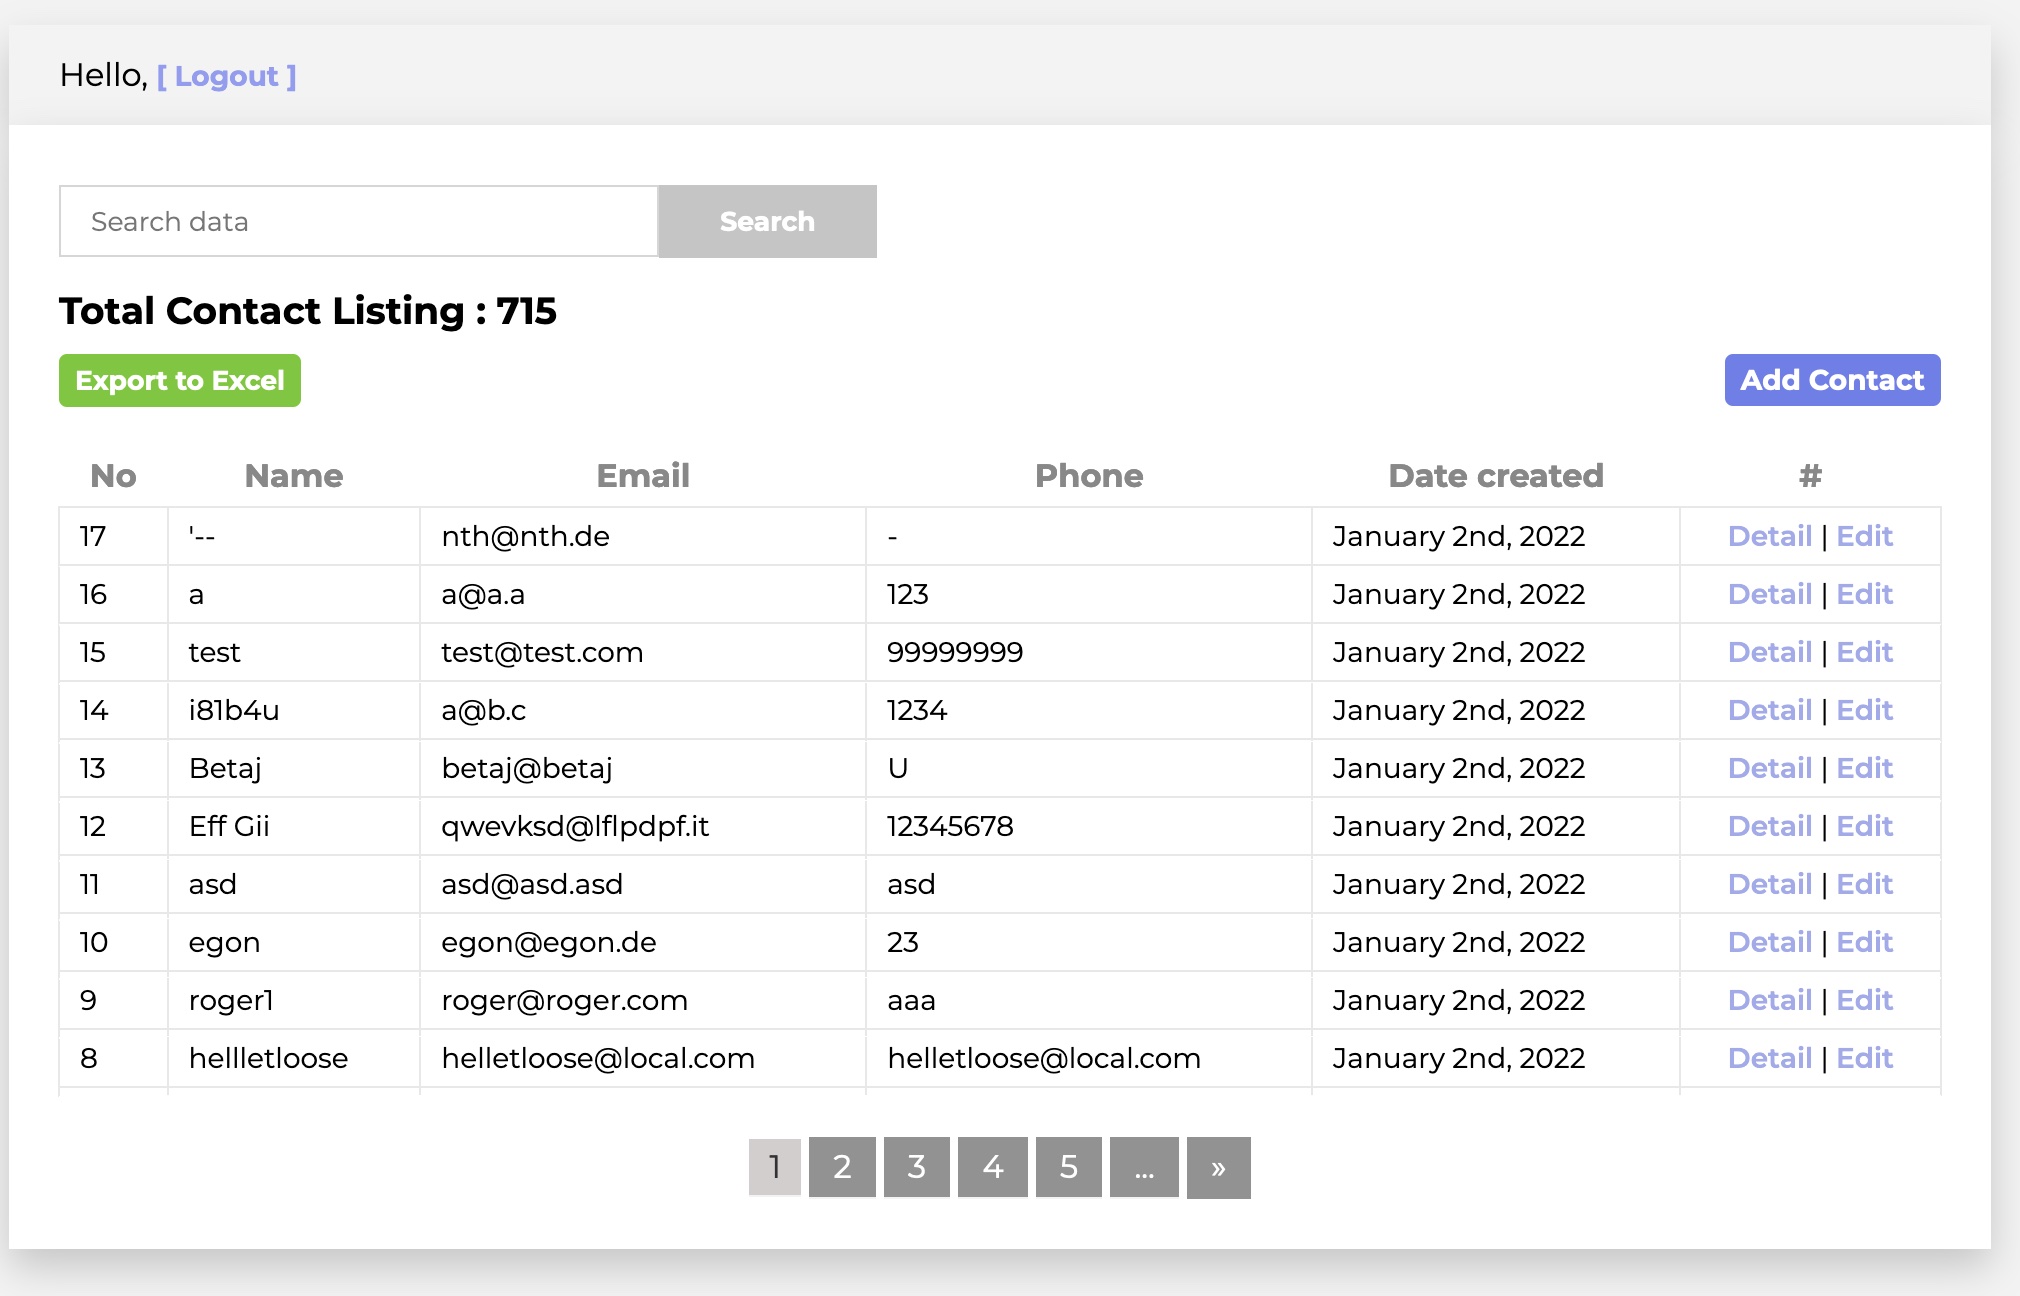 Hello, [ Logout ]
Search data Search
Total Contact Listing : 715
Export to Excel Add Contact
No Name Email Phone Date created #
17 '-- nth@nth.de - January 2nd, 2022 Detail | Edit
16 a a@a.a 123 January 2nd, 2022 Detail | Edit
15 test test@test.com 99999999 January 2nd, 2022 Detail | Edit
14 i81b4u a@b.c 1234 January 2nd, 2022 Detail | Edit
13 Betaj betaj@betaj U January 2nd, 2022 Detail | Edit
12 Eff Gii qwevksd@lflpdpf.it 12345678 January 2nd, 2022 Detail | Edit
11 asd asd@asd.asd asd January 2nd, 2022 Detail | Edit
10 egon egon@egon.de 23 January 2nd, 2022 Detail | Edit
9 roger1 roger@roger.com aaa January 2nd, 2022 Detail | Edit
8 hellletloose helletloose@local.com helletloose@local.com January 2nd, 2022 Detail | Edit
1 2 3 4 5 ... »